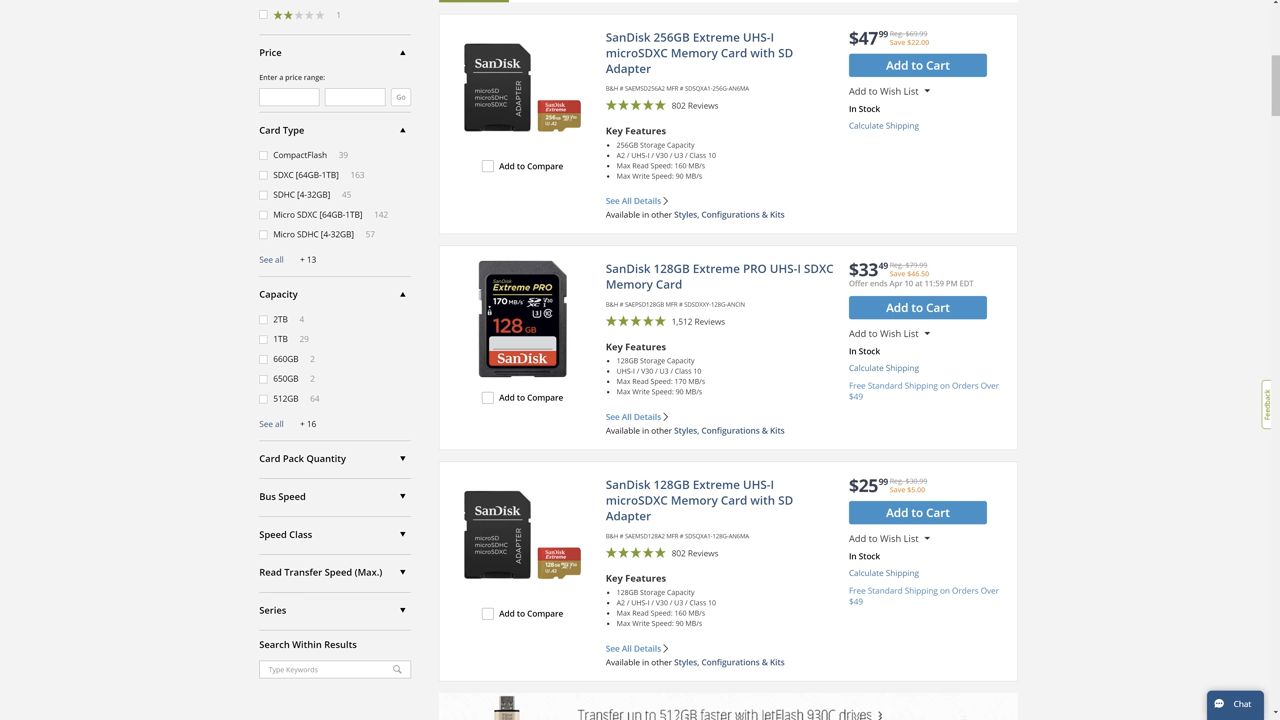 1
Price
Enter a price range:
Go
Card Type
CompactFlash 39
SDXC [64GB-1TB] 163
SDHC [4-32GB] 45
Micro SDXC [64GB-1TB] 142
Micro SDHC [4-32GB] 57
See all + 13
Capacity
2TB 4
1TB 29
660GB 2
650GB 2
512GB 64
See all + 16
Card Pack Quantity
Bus Speed
Speed Class
Read Transfer Speed (Max.)
Series
Search Within Results
Type Keywords
SanDisk
microSD
microSDHC
microSDXC
ADAPTER
SanDisk
Extreme
Add to Compare
SanDisk 256GB Extreme UHS-I
microSDXC Memory Card with SD
Adapter
B&H # SAEMSD256A2 MFR # SDSQXA1-256G-AN6MA
802 Reviews
Key Features
256GB Storage Capacity
A2 / UHS-I / V30 / U3 / Class 10
Max Read Speed: 160 MB/s
Max Write Speed: 90 MB/s
See All Details
Available in other Styles, Configurations & Kits
$47.99 Reg. $69.99
Save $22.00
Add to Cart
Add to Wish List
In Stock
Calculate Shipping
SanDisk
Extreme PRO
170 MB/s
128 GB
SanDisk
Add to Compare
SanDisk 128GB Extreme PRO UHS-I SDXC
Memory Card
B&H # SAEPSD128GB MFR # SDSDXXY-128G-ANCIN
1,512 Reviews
Key Features
128GB Storage Capacity
UHS-I / V30 / U3 / Class 10
Max Read Speed: 170 MB/s
Max Write Speed: 90 MB/s
See All Details
Available in other Styles, Configurations & Kits
$33.49 Reg. $79.99
Save $46.50
Offer ends Apr 10 at 11:59 PM EDT
Add to Cart
Add to Wish List
In Stock
Calculate Shipping
Free Standard Shipping on Orders Over
$49
SanDisk
microSD
microSDHC
microSDXC
ADAPTER
SanDisk
Extreme
Add to Compare
SanDisk 128GB Extreme UHS-I
microSDXC Memory Card with SD
Adapter
B&H # SAEMSD128A2 MFR # SDSQXA1-128G-AN6MA
802 Reviews
Key Features
128GB Storage Capacity
A2 / UHS-I / V30 / U3 / Class 10
Max Read Speed: 160 MB/s
Max Write Speed: 90 MB/s
See All Details
Available in other Styles, Configurations & Kits
$25.99 Reg. $30.99
Save $5.00
Add to Cart
Add to Wish List
In Stock
Calculate Shipping
Free Standard Shipping on Orders Over
$49
Feedback
Transfer up to 512GB faster with JetFlash 930C drives
Chat